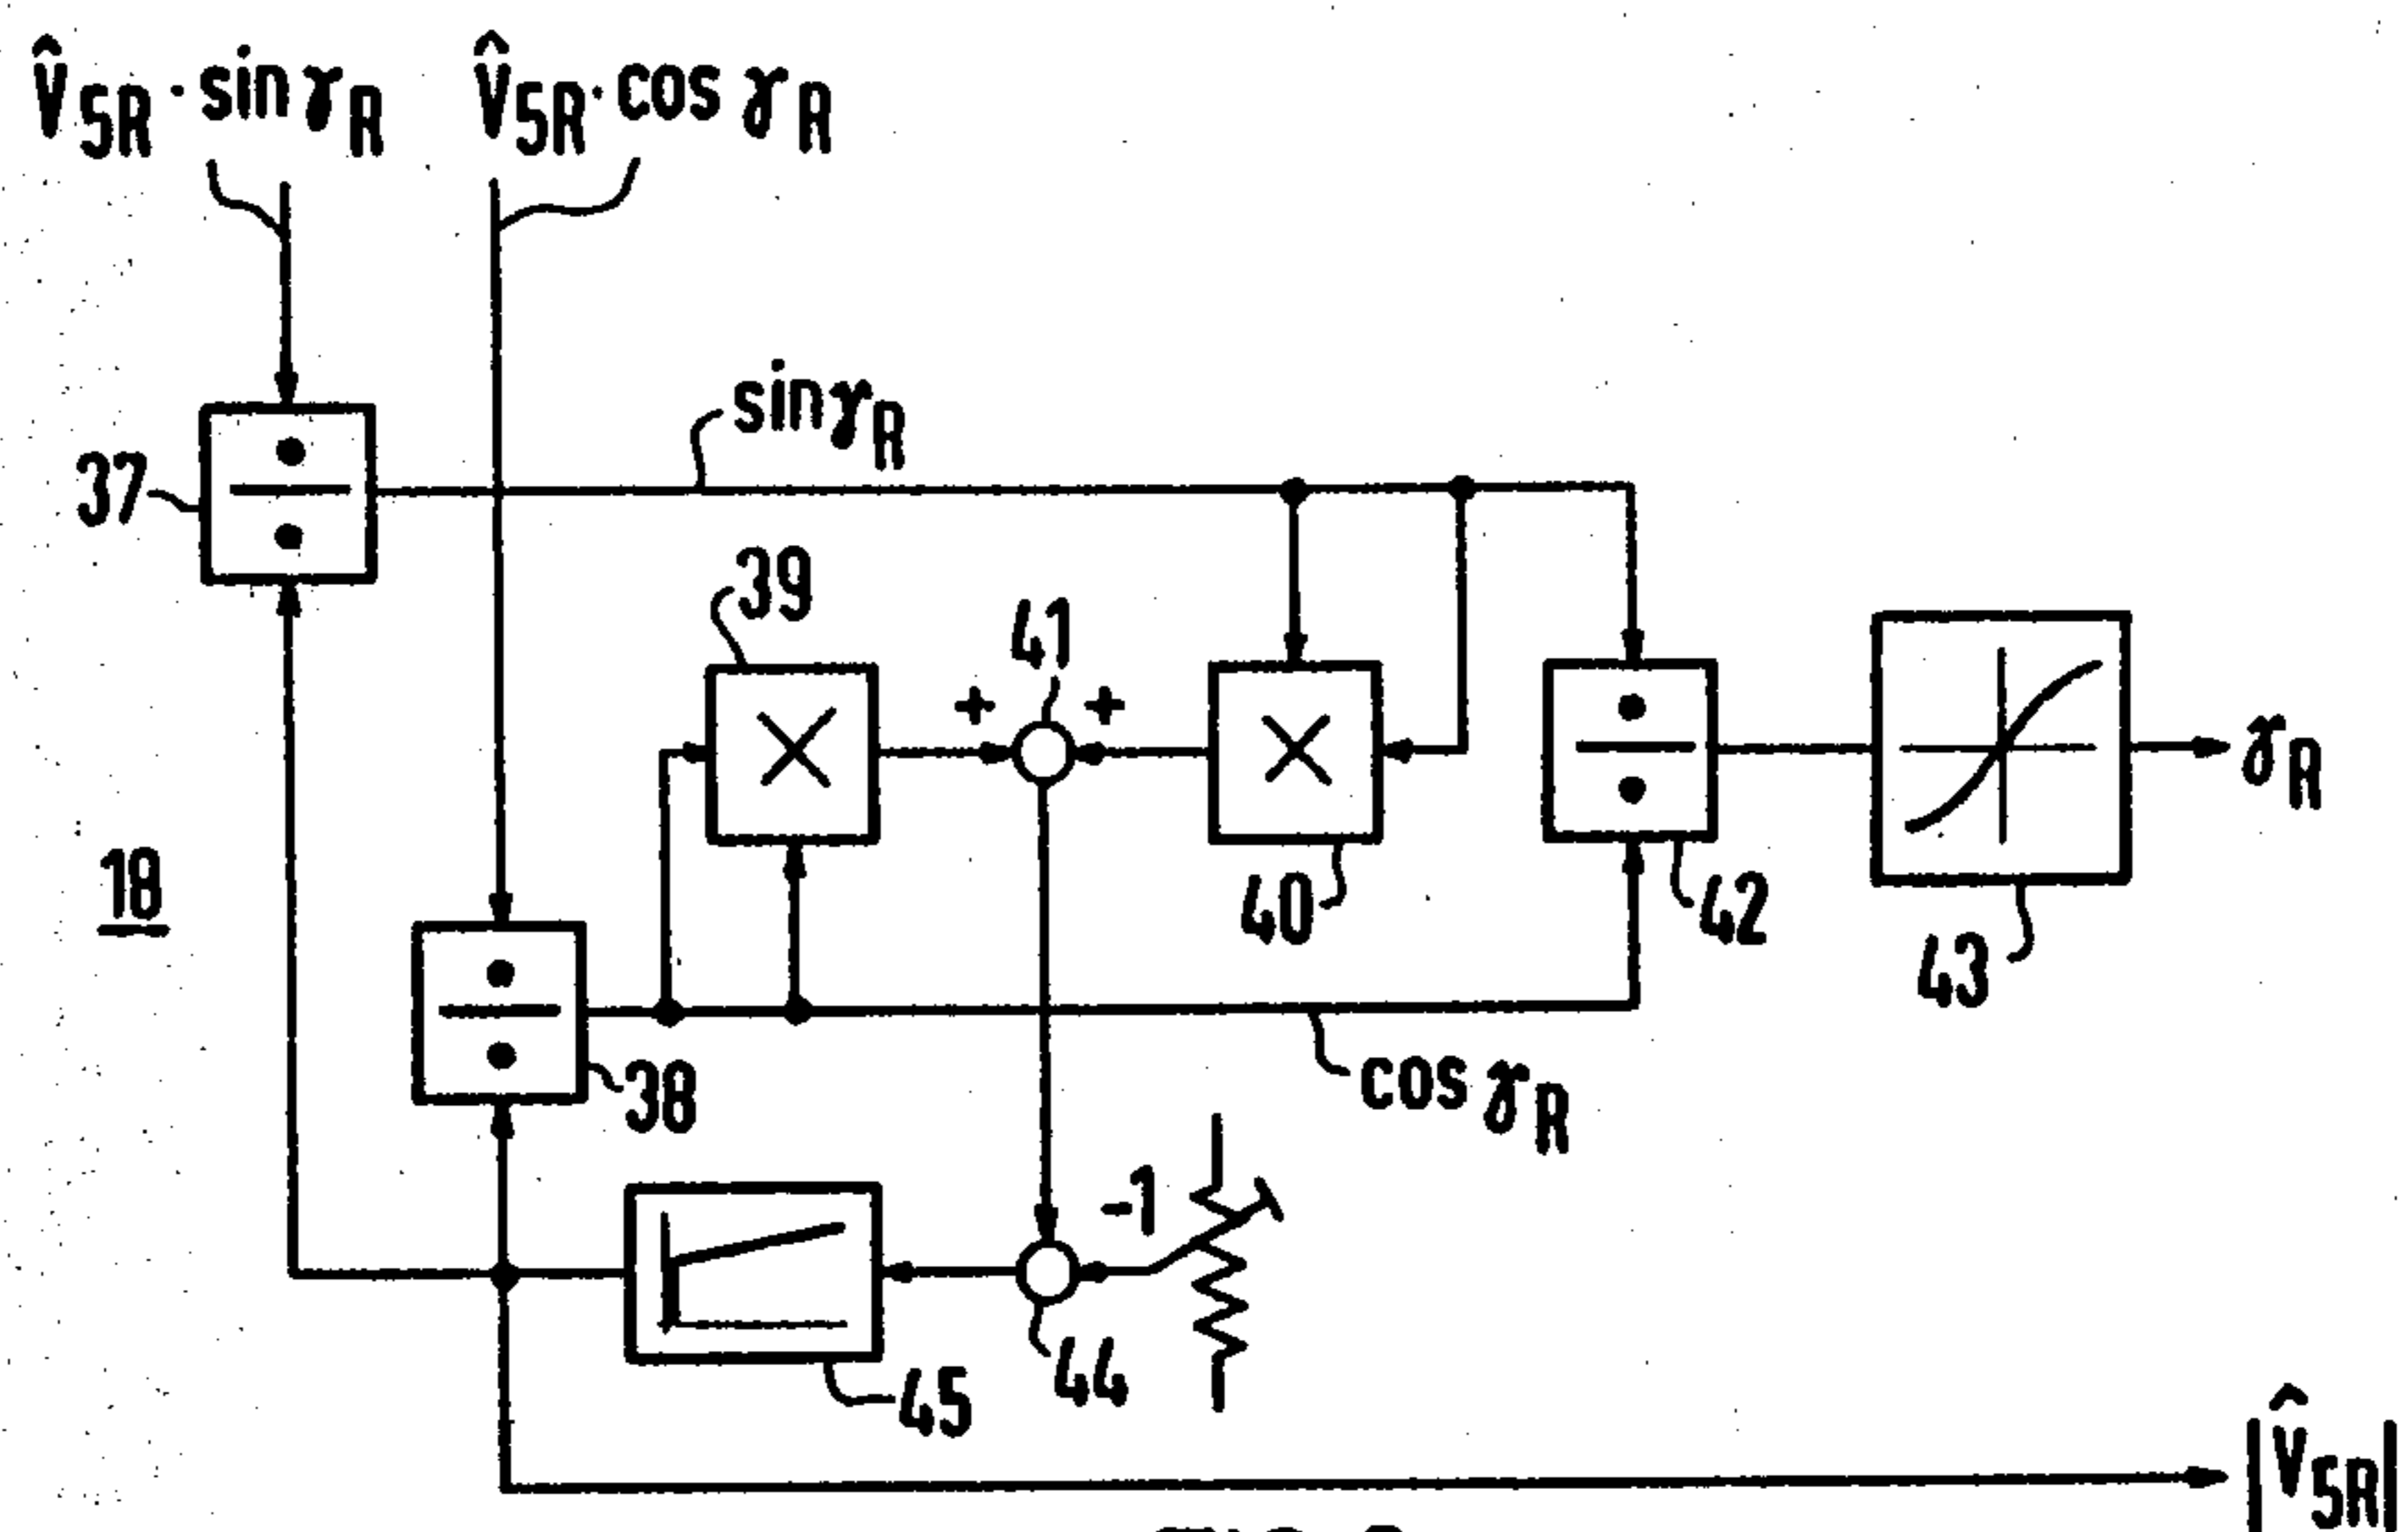 V̂5R · sin γR
V̂5R · cos γR
sin γR
37
39
41
+ +
γR
18
40
42
43
38
cos γR
-1
44
45
|V̂5R|